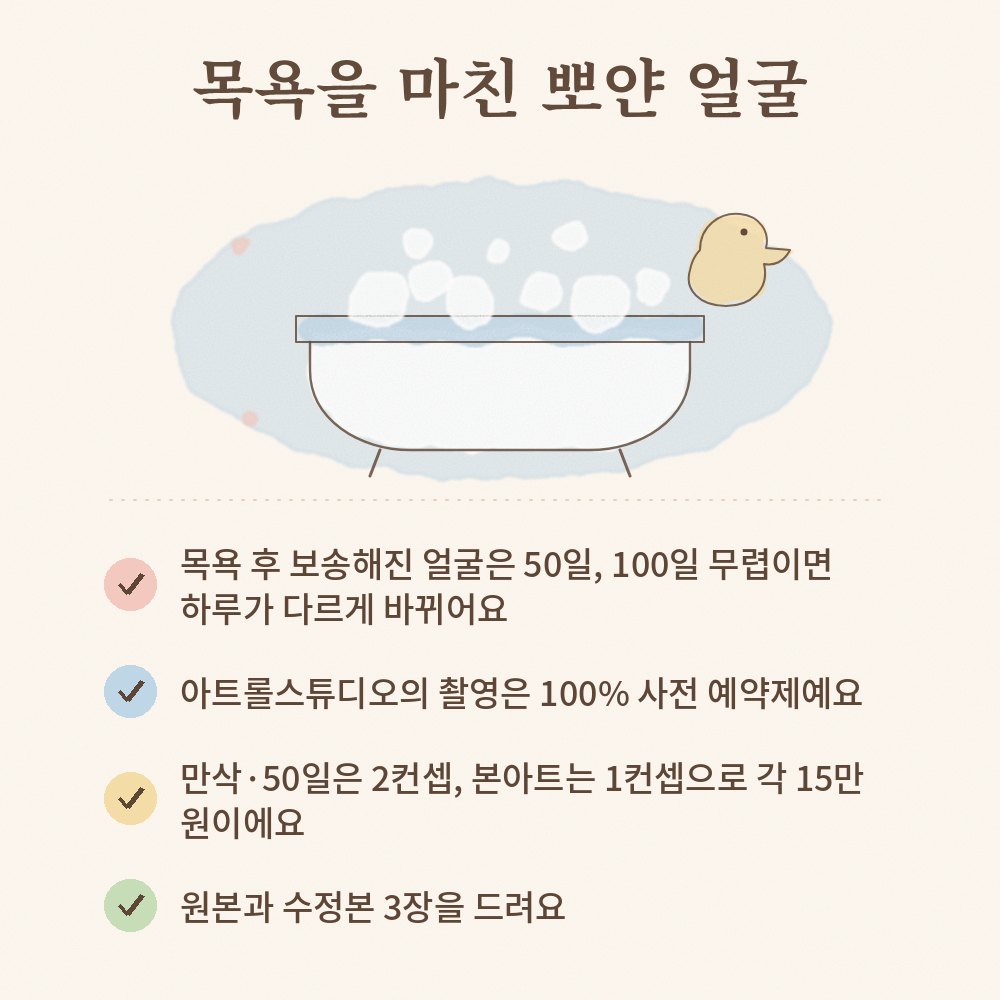 목욕을 마친 뽀얀 얼굴
목욕 후 보송해진 얼굴은 50일, 100일 무렵이면
하루가 다르게 바뀌어요
아트롤스튜디오의 촬영은 100% 사전 예약제예요
만삭·50일은 2컨셉, 본아트는 1컨셉으로 각 15만
원이에요
원본과 수정본 3장을 드려요